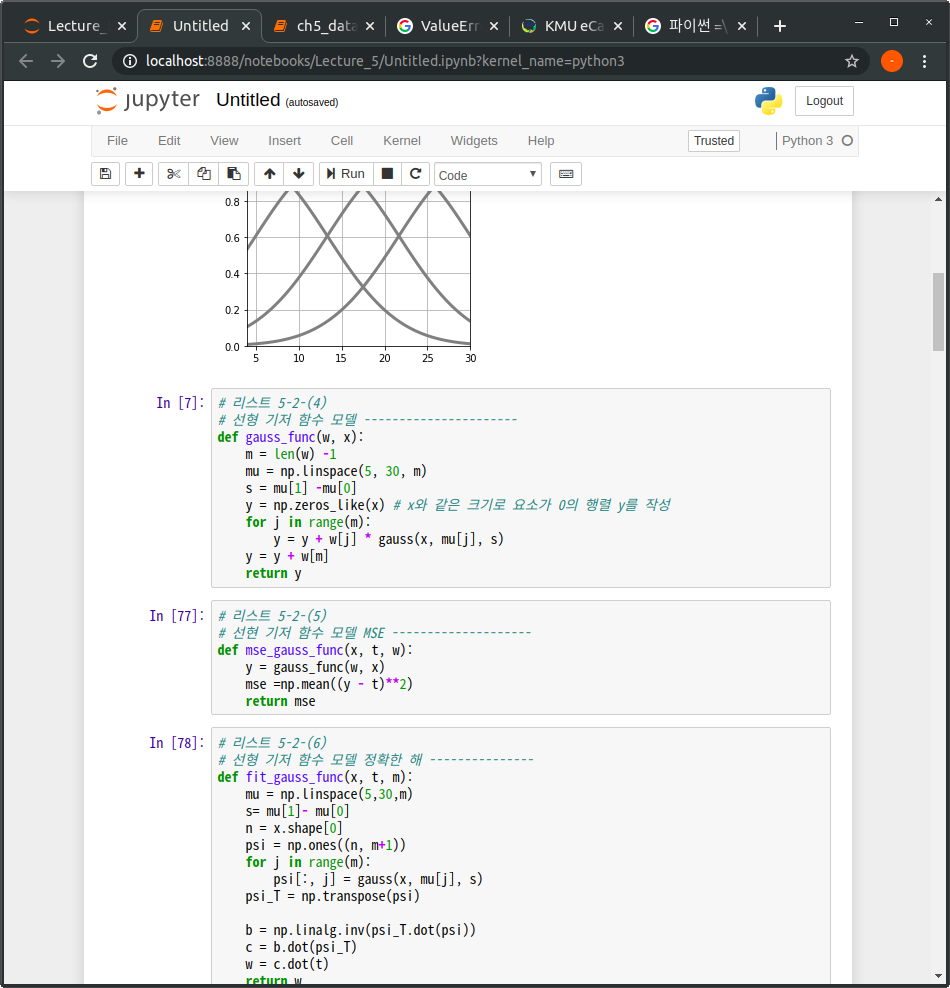 Lecture_
Untitled
ch5_data
ValueErr
KMU eCa
파이썬 =\
localhost:8888/notebooks/Lecture_5/Untitled.ipynb?kernel_name=python3
jupyter Untitled (autosaved)
Logout
File Edit View Insert Cell Kernel Widgets Help
Trusted
Python 3
Run
Code
0.8
0.6
0.4
0.2
0.0
5 10 15 20 25 30
In [7]:
# 리스트 5-2-(4)
# 선형 기저 함수 모델 ----------------------
def gauss_func(w, x):
    m = len(w) -1
    mu = np.linspace(5, 30, m)
    s = mu[1] -mu[0]
    y = np.zeros_like(x) # x와 같은 크기로 요소가 0의 행렬 y를 작성
    for j in range(m):
        y = y + w[j] * gauss(x, mu[j], s)
    y = y + w[m]
    return y
In [77]:
# 리스트 5-2-(5)
# 선현 기저 함수 모델 MSE --------------------
def mse_gauss_func(x, t, w):
    y = gauss_func(w, x)
    mse =np.mean((y - t)**2)
    return mse
In [78]:
# 리스트 5-2-(6)
# 선형 기저 함수 모델 정확한 해 ---------------
def fit_gauss_func(x, t, m):
    mu = np.linspace(5,30,m)
    s= mu[1]- mu[0]
    n = x.shape[0]
    psi = np.ones((n, m+1))
    for j in range(m):
        psi[:, j] = gauss(x, mu[j], s)
    psi_T = np.transpose(psi)
    b = np.linalg.inv(psi_T.dot(psi))
    c = b.dot(psi_T)
    w = c.dot(t)
    return w